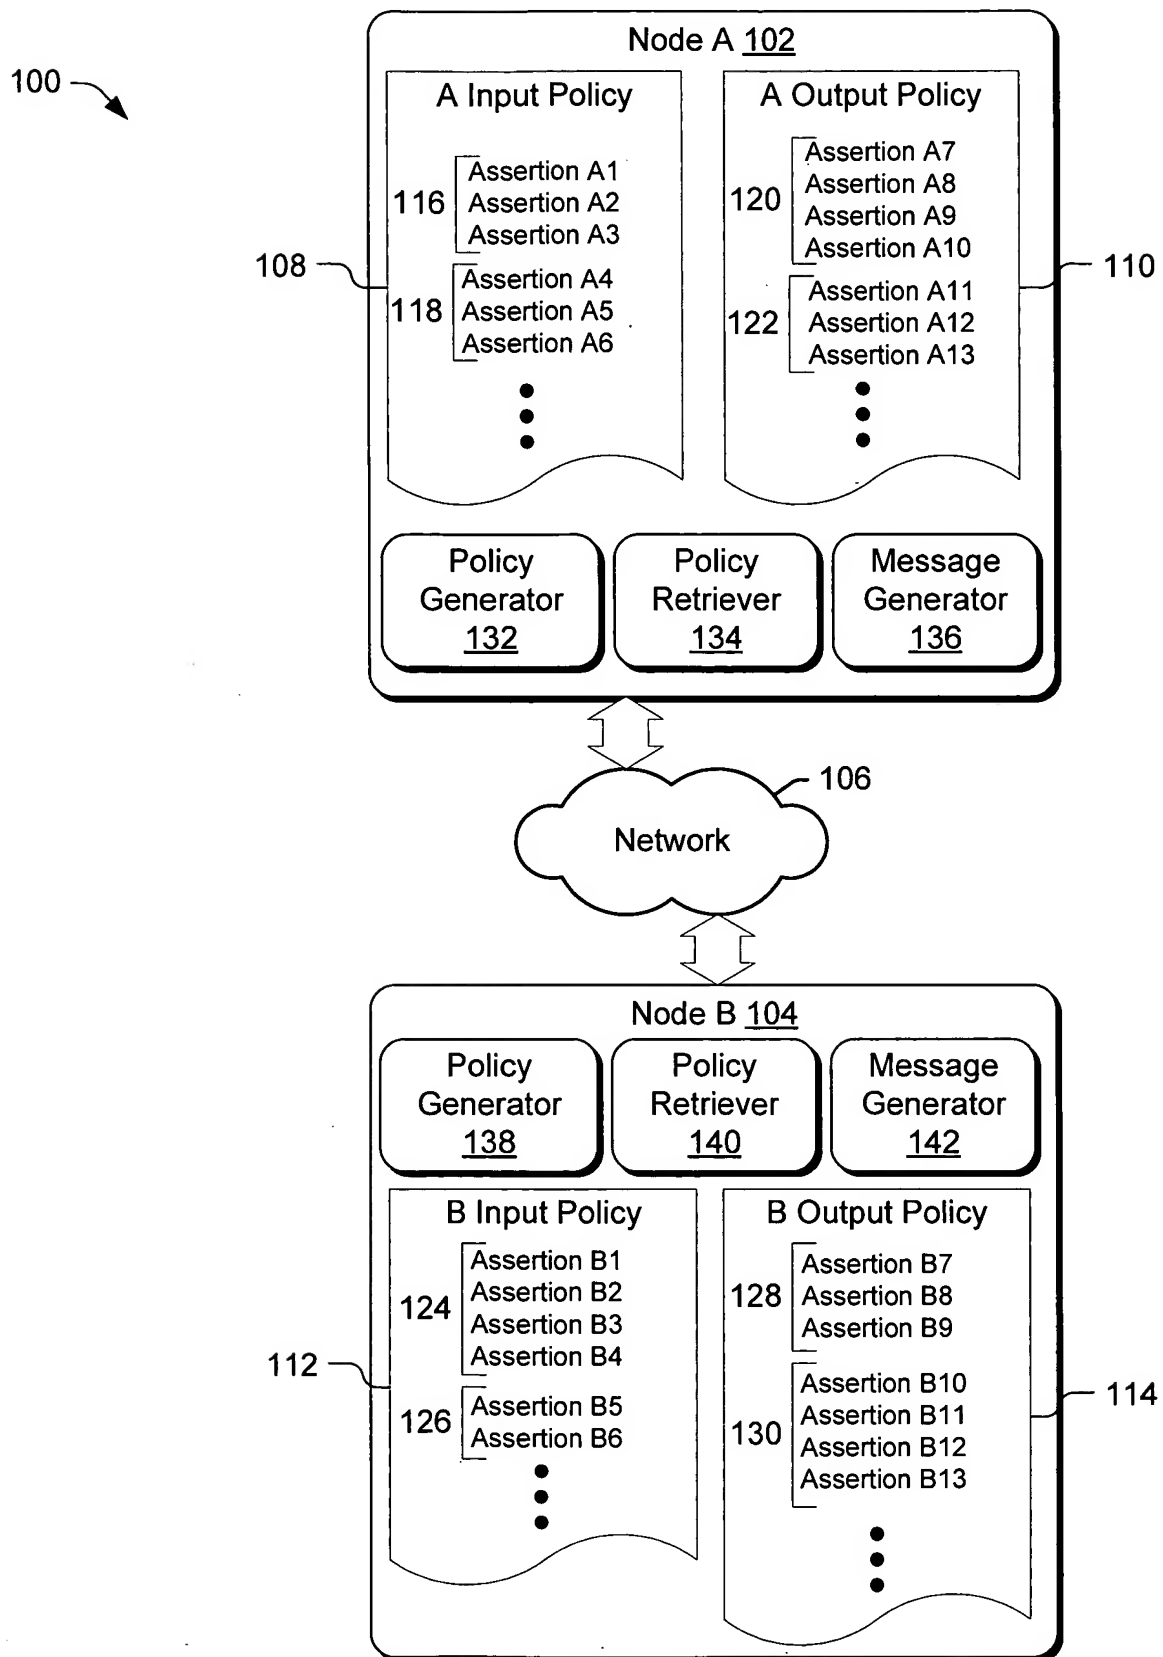 100
Node A 102
A Input Policy
116
Assertion A1
Assertion A2
Assertion A3
108
118
Assertion A4
Assertion A5
Assertion A6
A Output Policy
120
Assertion A7
Assertion A8
Assertion A9
Assertion A10
110
122
Assertion A11
Assertion A12
Assertion A13
Policy
Generator
132
Policy
Retriever
134
Message
Generator
136
106
Network
Node B 104
Policy
Generator
138
Policy
Retriever
140
Message
Generator
142
B Input Policy
124
Assertion B1
Assertion B2
Assertion B3
Assertion B4
112
126
Assertion B5
Assertion B6
B Output Policy
128
Assertion B7
Assertion B8
Assertion B9
114
130
Assertion B10
Assertion B11
Assertion B12
Assertion B13